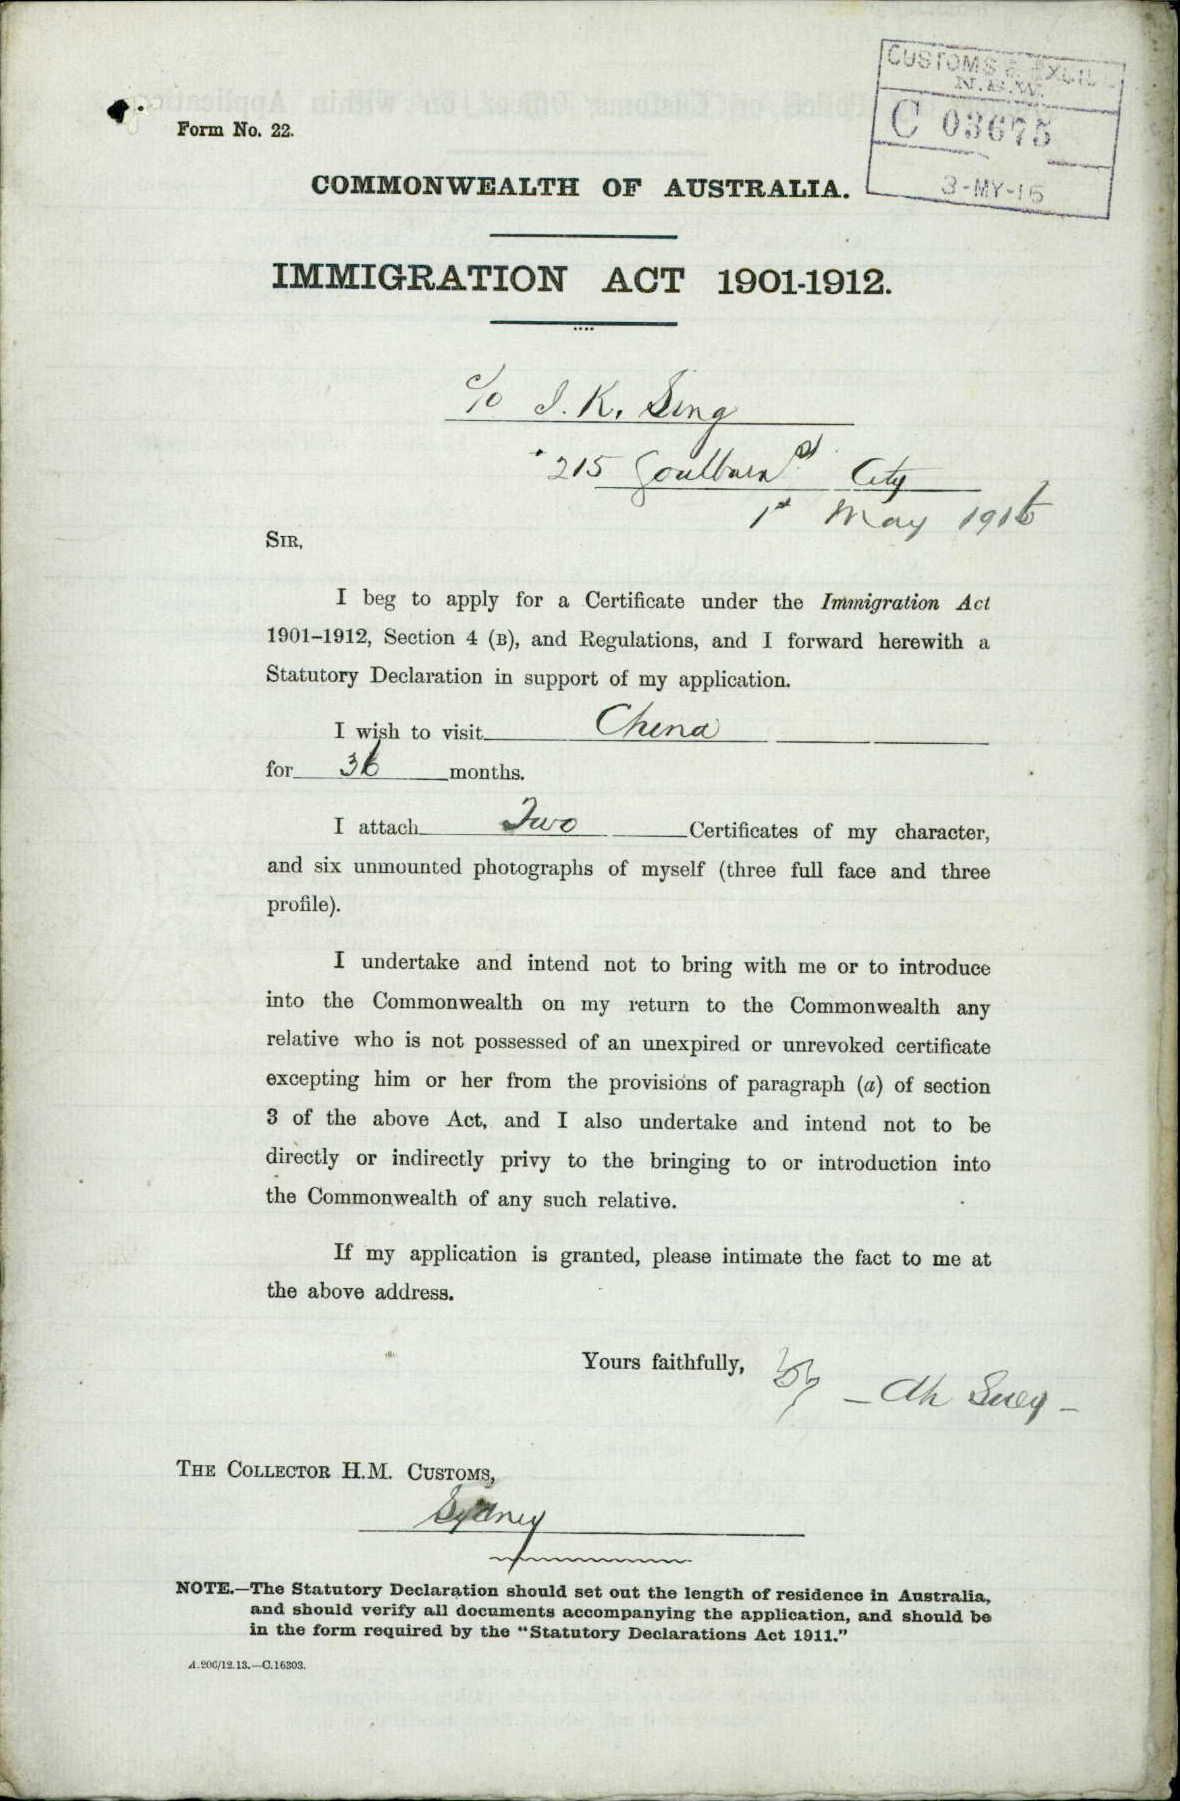 CUSTOMS & EXCISE
N.S.W.
C 03675
3-MY-16
Form No. 22.
COMMONWEALTH OF AUSTRALIA.
IMMIGRATION ACT 1901-1912.
c/o J. K. Sing
215 Goulburn St City
1st May 1916
SIR,
I beg to apply for a Certificate under the Immigration Act
1901–1912, Section 4 (B), and Regulations, and I forward herewith a
Statutory Declaration in support of my application.
I wish to visit China
for 36 months.
I attach Two Certificates of my character,
and six unmounted photographs of myself (three full face and three
profile).
I undertake and intend not to bring with me or to introduce
into the Commonwealth on my return to the Commonwealth any
relative who is not possessed of an unexpired or unrevoked certificate
excepting him or her from the provisions of paragraph (a) of section
3 of the above Act, and I also undertake and intend not to be
directly or indirectly privy to the bringing to or introduction into
the Commonwealth of any such relative.
If my application is granted, please intimate the fact to me at
the above address.
Yours faithfully,
– Ah Suey –
THE COLLECTOR H.M. CUSTOMS,
Sydney
NOTE.—The Statutory Declaration should set out the length of residence in Australia,
and should verify all documents accompanying the application, and should be
in the form required by the "Statutory Declarations Act 1911."
A.206/12.13.—C.16303.